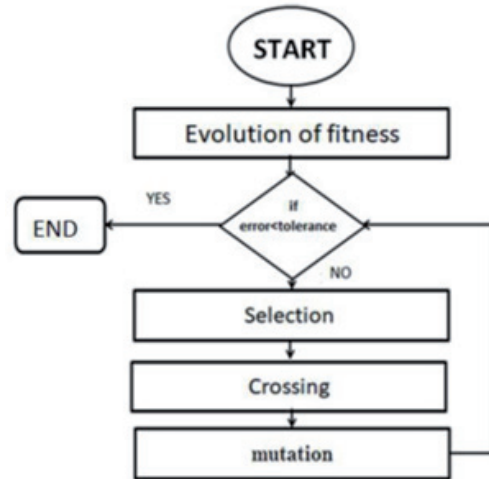 START
Evolution of fitness
YES
if
error<tolerance
END
NO
Selection
Crossing
mutation